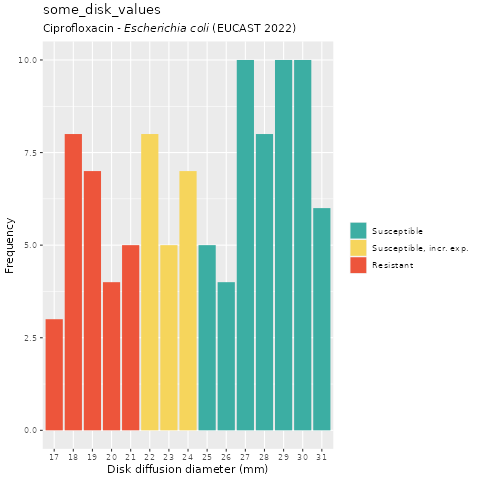 some_disk_values
Ciprofloxacin - Escherichia coli (EUCAST 2022)
Frequency
10.0
7.5
5.0
2.5
0.0
17 18 19 20 21 22 23 24 25 26 27 28 29 30 31
Disk diffusion diameter (mm)
Susceptible
Susceptible, incr. exp.
Resistant